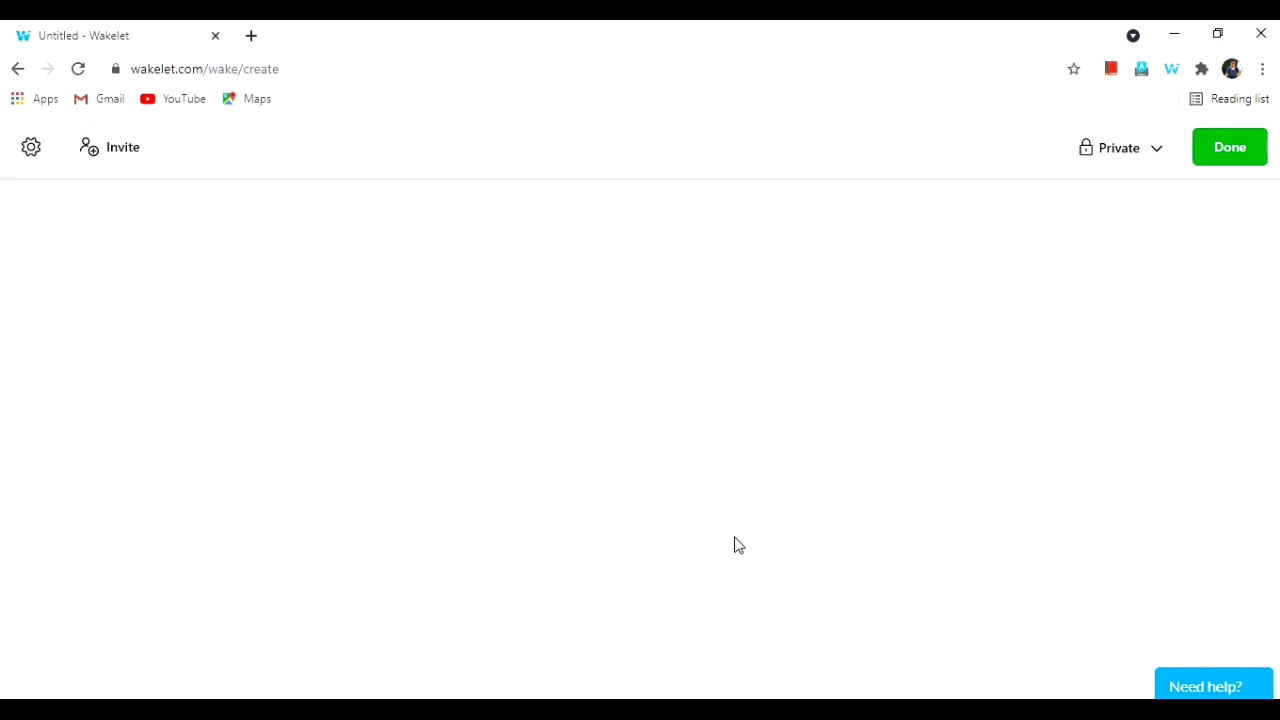 Untitled - Wakelet
wakelet.com/wake/create
Apps Gmail YouTube Maps Reading list
Invite Private Done
Need help?